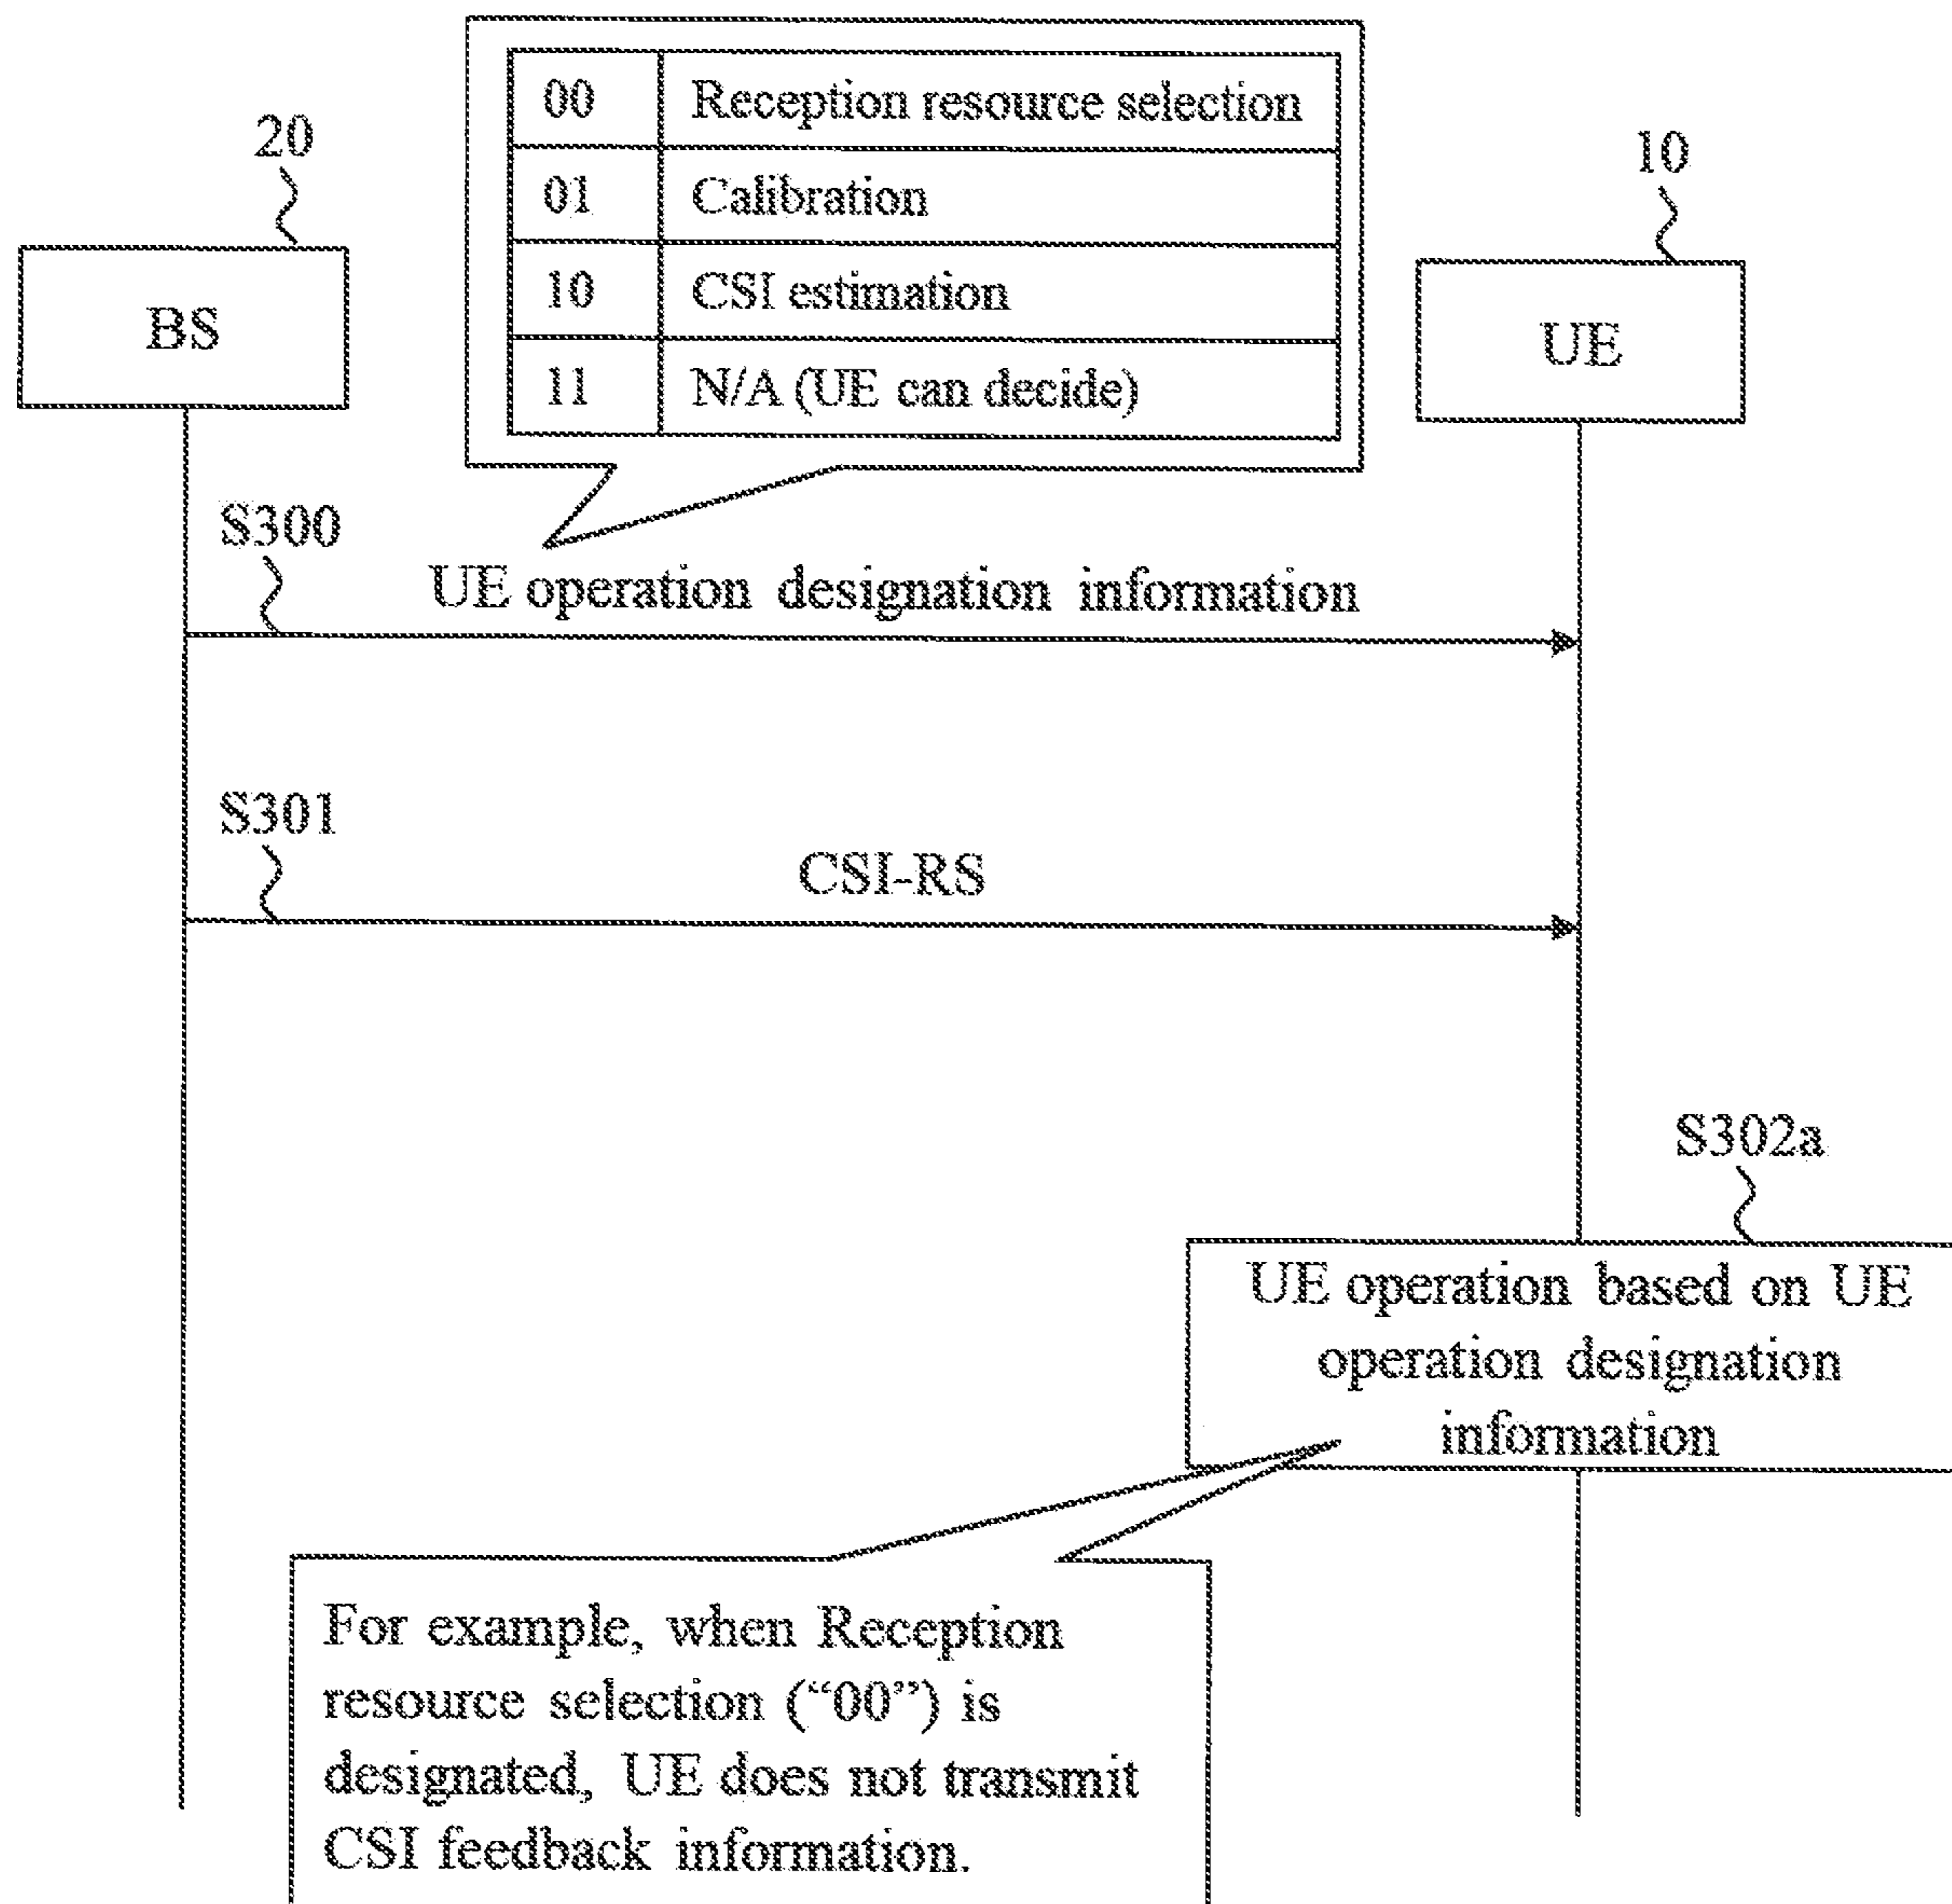 00 Reception resource selection
01 Calibration
10 CSI estimation
11 N/A (UE can decide)
20
10
BS
UE
S300
UE operation designation information
S301
CSI-RS
S302a
UE operation based on UE
operation designation
information
For example, when Reception
resource selection (“00”) is
designated, UE does not transmit
CSI feedback information.